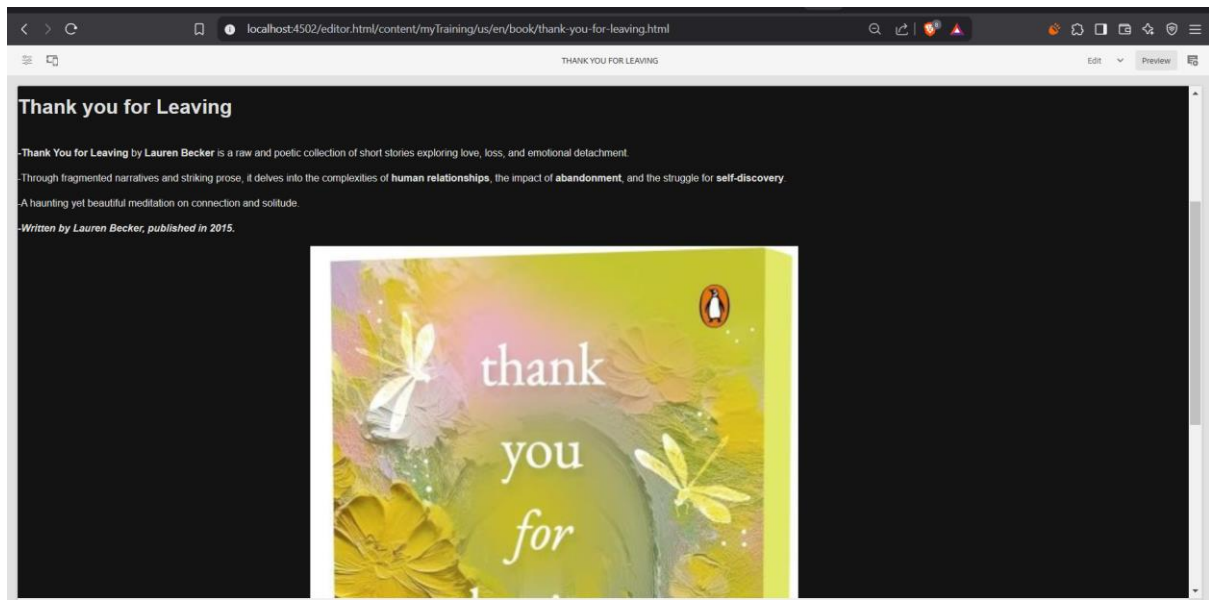 localhost:4502/editor.html/content/myTraining/us/en/book/thank-you-for-leaving.html
THANK YOU FOR LEAVING
Edit
Preview
Thank you for Leaving
-Thank You for Leaving by Lauren Becker is a raw and poetic collection of short stories exploring love, loss, and emotional detachment.
-Through fragmented narratives and striking prose, it delves into the complexities of human relationships, the impact of abandonment, and the struggle for self-discovery.
-A haunting yet beautiful meditation on connection and solitude.
-Written by Lauren Becker, published in 2015.
thank
you
for